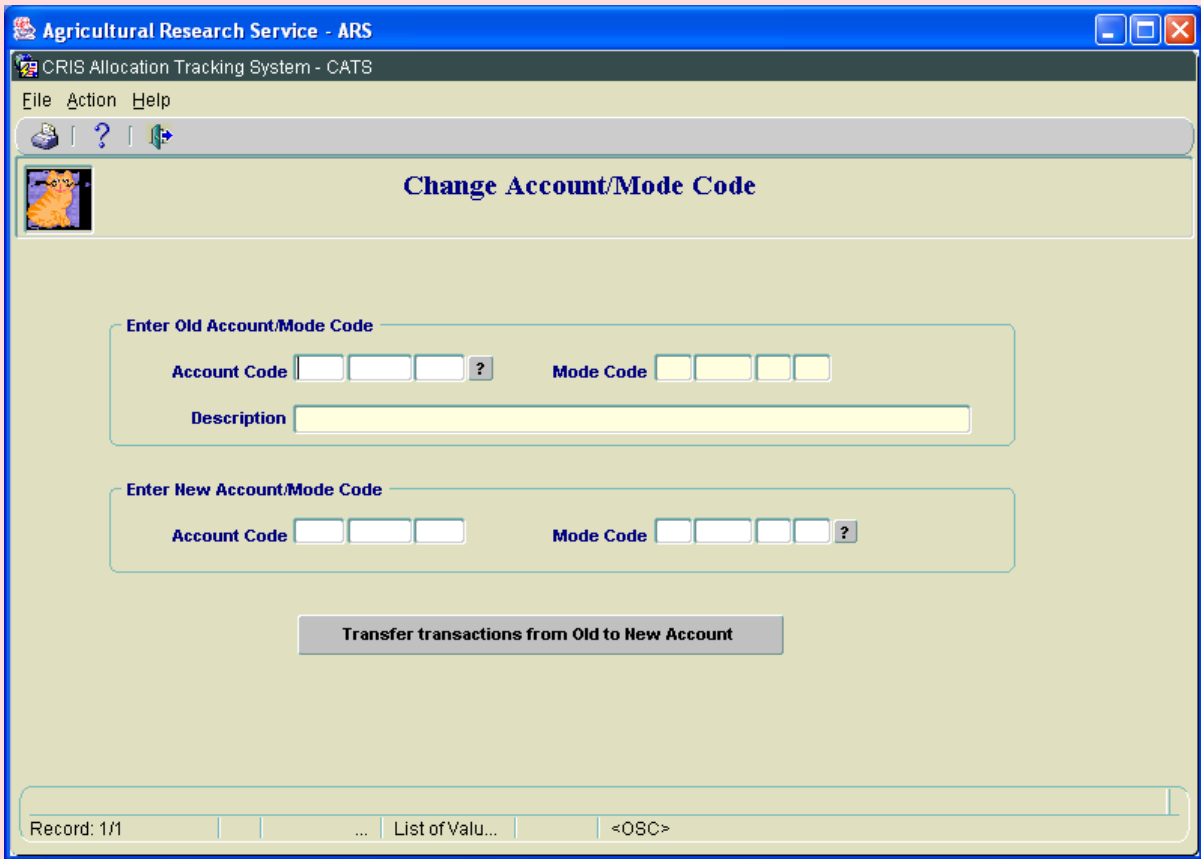 Agricultural Research Service - ARS
CRIS Allocation Tracking System - CATS
File Action Help
?
Change Account/Mode Code
Enter Old Account/Mode Code
Account Code ? Mode Code
Description
Enter New Account/Mode Code
Account Code Mode Code ?
Transfer transactions from Old to New Account
Record: 1/1 ... List of Valu... <OSC>